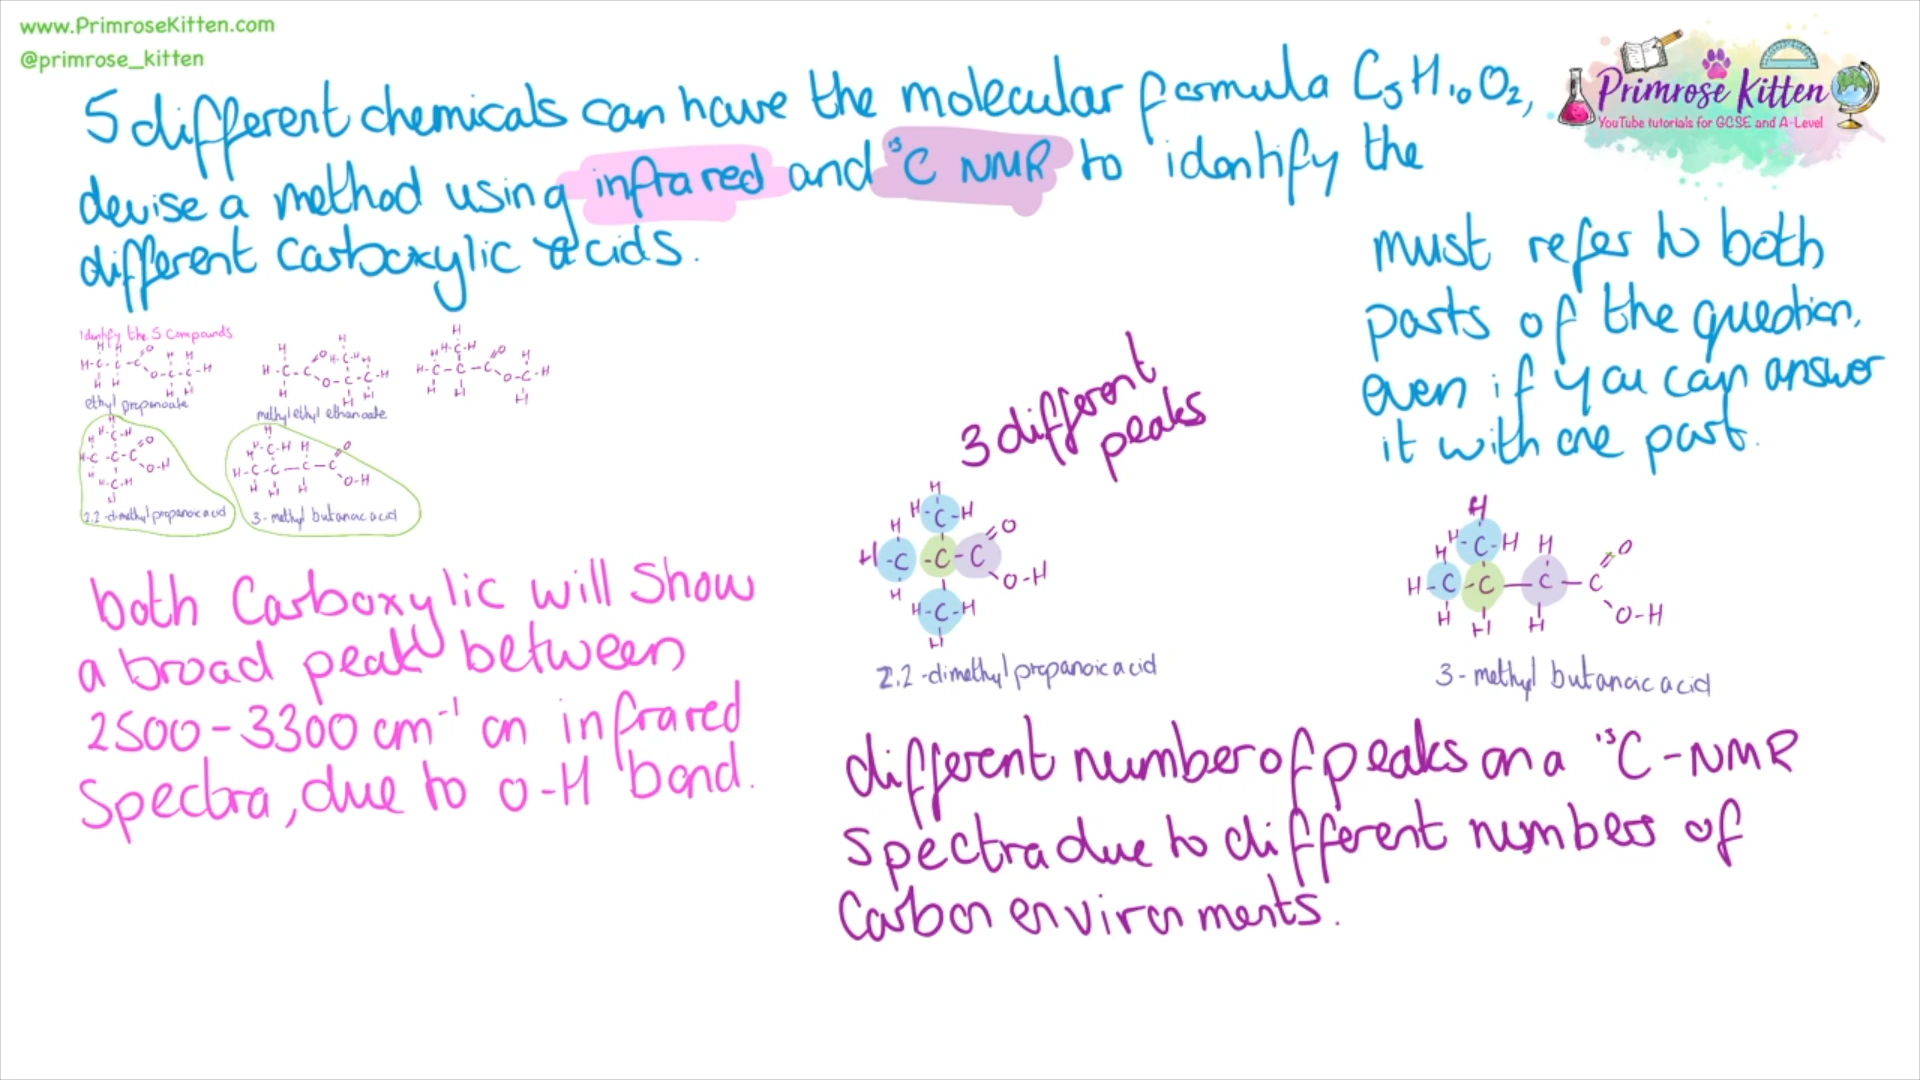 www.PrimroseKitten.com
@primrose_kitten
Primrose Kitten
YouTube tutorials for GCSE and A-Level
5 different chemicals can have the molecular formula C₅H₁₀O₂,
devise a method using infrared and ¹³C NMR to identify the
different carboxylic acids.
must refer to both
parts of the question,
even if you can answer
it with one part.
Identify the 5 compounds
ethyl propanoate
methyl ethyl ethanoate
2,2-dimethyl propanoic acid
3-methyl butanoic acid
both Carboxylic will show
a broad peak between
2500-3300 cm⁻¹ on infrared
Spectra, due to O-H bond.
3 different
peaks
2,2-dimethyl propanoic acid
3-methyl butanoic acid
different number of peaks on a ¹³C-NMR
spectra due to different numbers of
Carbon environments.